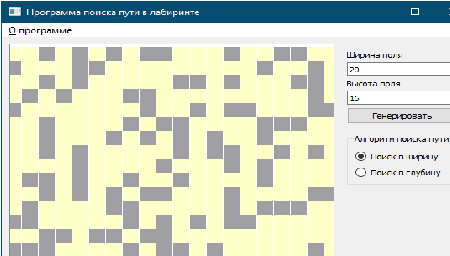 Программа поиска пути в лабиринте
О программе
Ширина поля
20
Высота поля
15
Генерировать
Алгоритм поиска пути
Поиск в ширину
Поиск в глубину